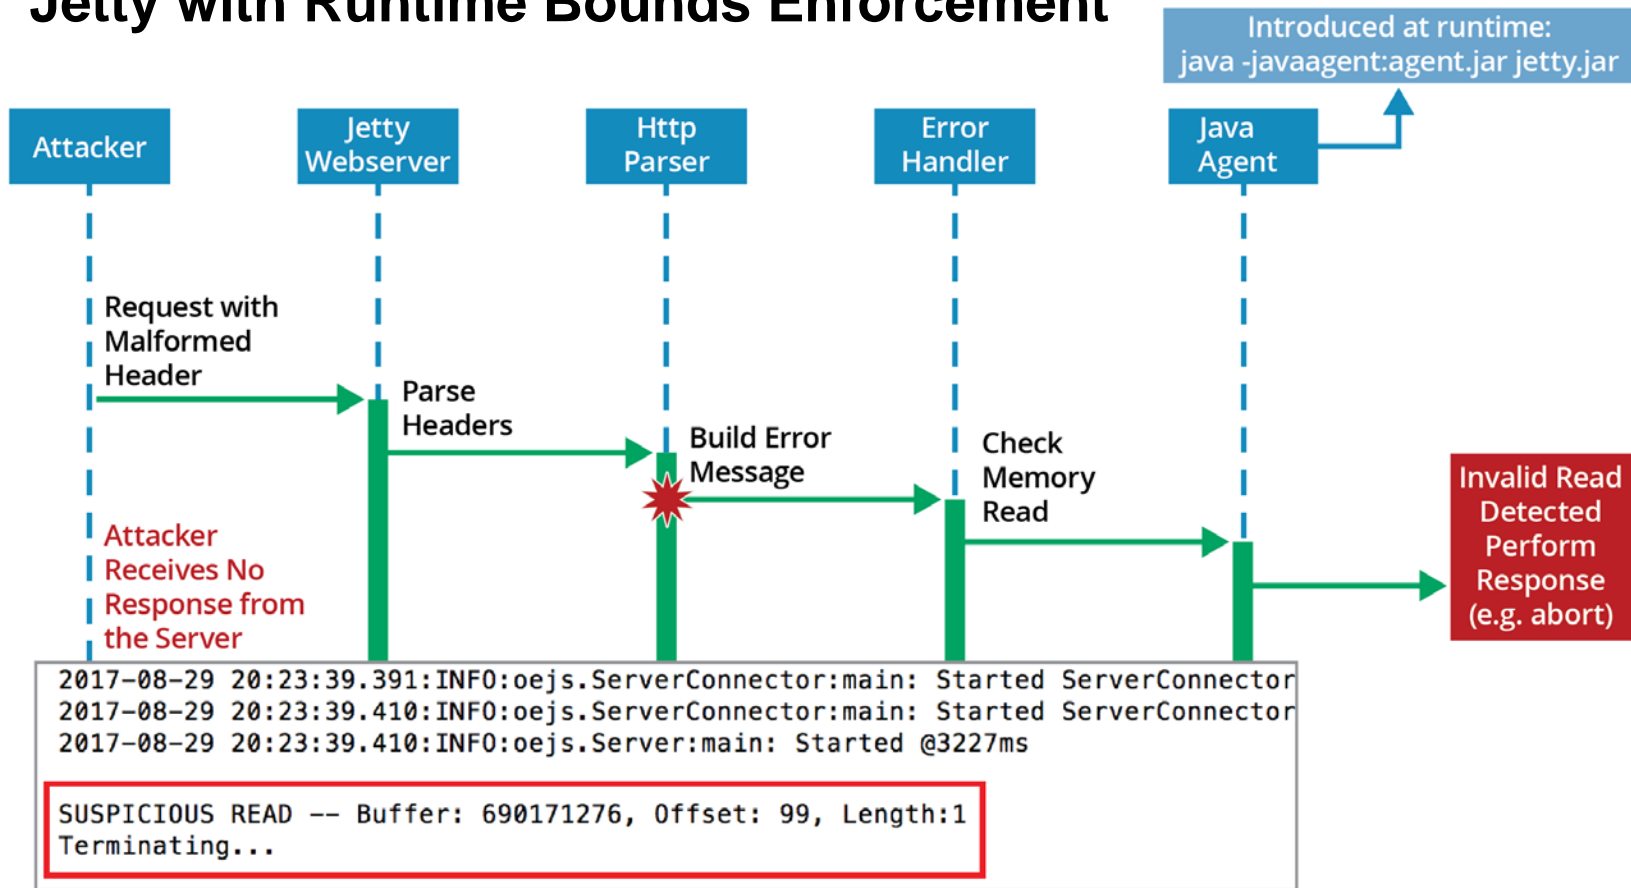 Jetty with Runtime Bounds Enforcement
Introduced at runtime:
java -javaagent:agent.jar jetty.jar
Attacker
Jetty
Webserver
Http
Parser
Error
Handler
Java
Agent
Request with
Malformed
Header
Parse
Headers
Build Error
Message
Check
Memory
Read
Invalid Read
Detected
Perform
Response
(e.g. abort)
Attacker
Receives No
Response from
the Server
2017-08-29 20:23:39.391:INFO:oejs.ServerConnector:main: Started ServerConnector
2017-08-29 20:23:39.410:INFO:oejs.ServerConnector:main: Started ServerConnector
2017-08-29 20:23:39.410:INFO:oejs.Server:main: Started @3227ms
SUSPICIOUS READ -- Buffer: 690171276, Offset: 99, Length:1
Terminating...